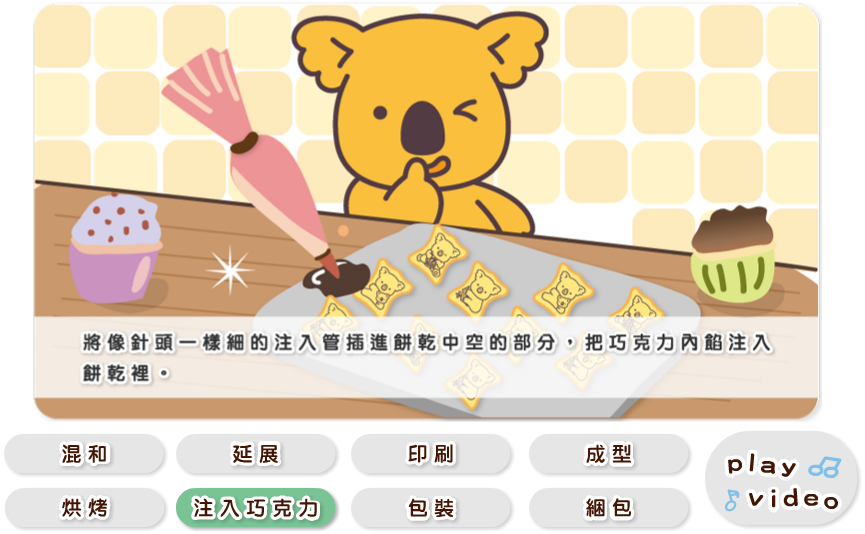 將像針頭一樣細的注入管插進餅乾中空的部分，把巧克力內餡注入
餅乾裡。
混和
延展
印刷
成型
play
video
烘烤
注入巧克力
包裝
綑包